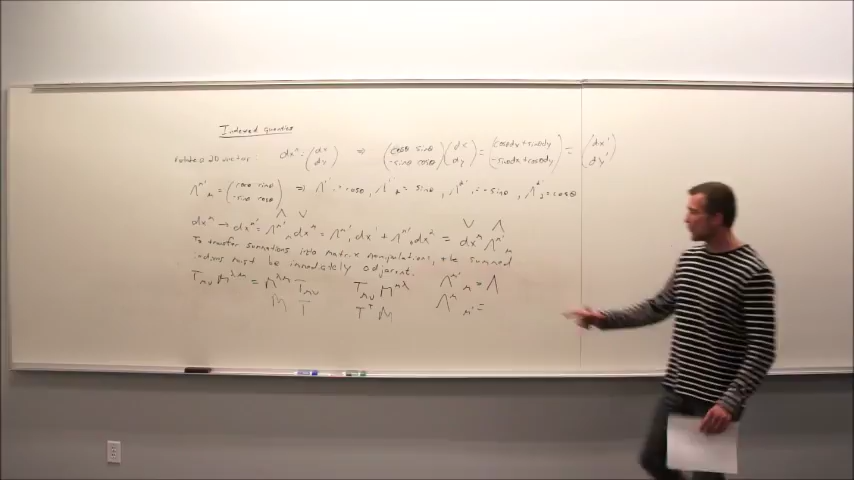 Indexed quantities
Rotate a 2D vector: dx^μ = (dx dy) ⇒ (cosθ sinθ -sinθ cosθ)(dx dy) = (cosθdx+sinθdy -sinθdx+cosθdy) = (dx' dy')
Λ^μ'_μ = (cosθ sinθ -sinθ cosθ) ⇒ Λ^1'_1 = cosθ, Λ^1'_2 = sinθ, Λ^2'_1 = -sinθ, Λ^2'_2 = cosθ
Λ V V Λ
dx^μ → dx^μ' = Λ^μ'_μ dx^μ = Λ^μ'_1 dx^1 + Λ^μ'_2 dx^2 = dx^μ Λ^μ'_μ
To transfer summations into matrix manipulations, the summed
indices must be immediately adjacent.
T_μν M^λμ = M^λμ T_μν T_μν M^μλ Λ^μ'_μ = Λ
M T T^T M Λ^μ_μ' =